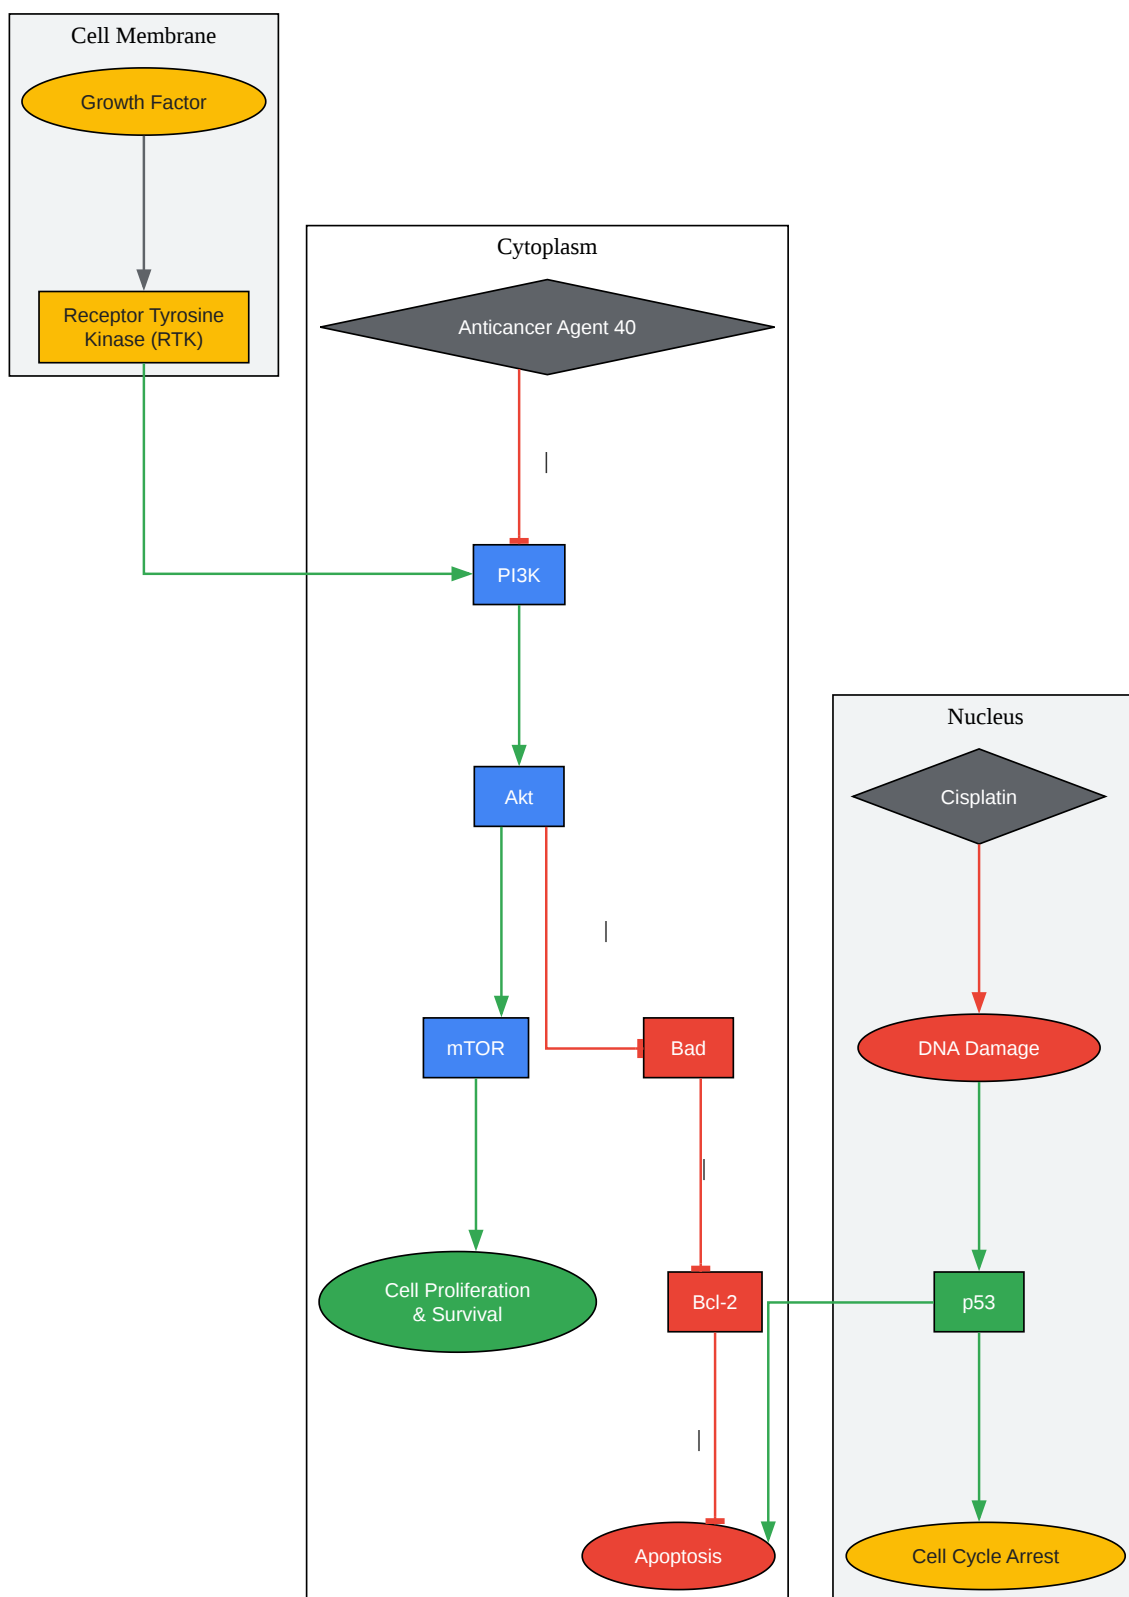 Cell Membrane
Growth Factor
Receptor Tyrosine
Kinase (RTK)
Cytoplasm
Anticancer Agent 40
|
PI3K
Akt
|
mTOR
Bad
|
Cell Proliferation
& Survival
Bcl-2
|
Apoptosis
Nucleus
Cisplatin
DNA Damage
p53
Cell Cycle Arrest